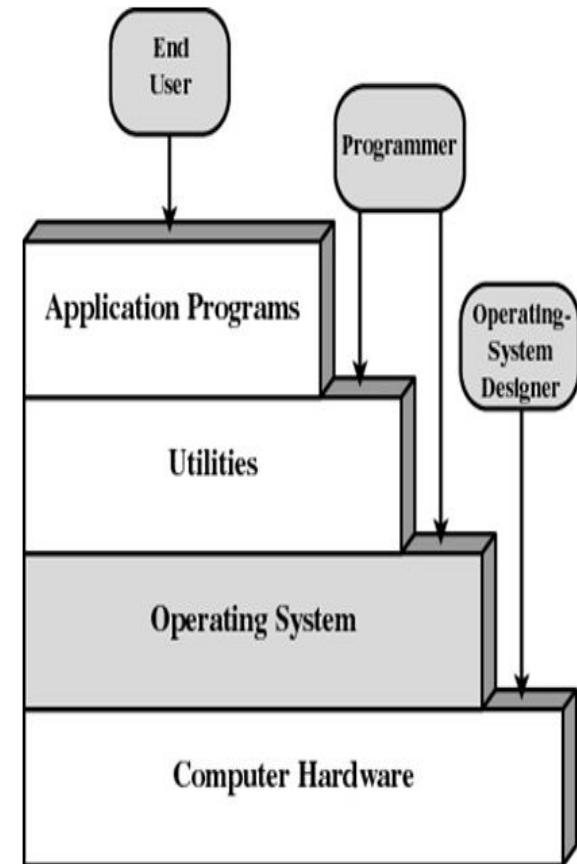 End
User
Programmer
Application Programs
Operating-
System
Designer
Utilities
Operating System
Computer Hardware